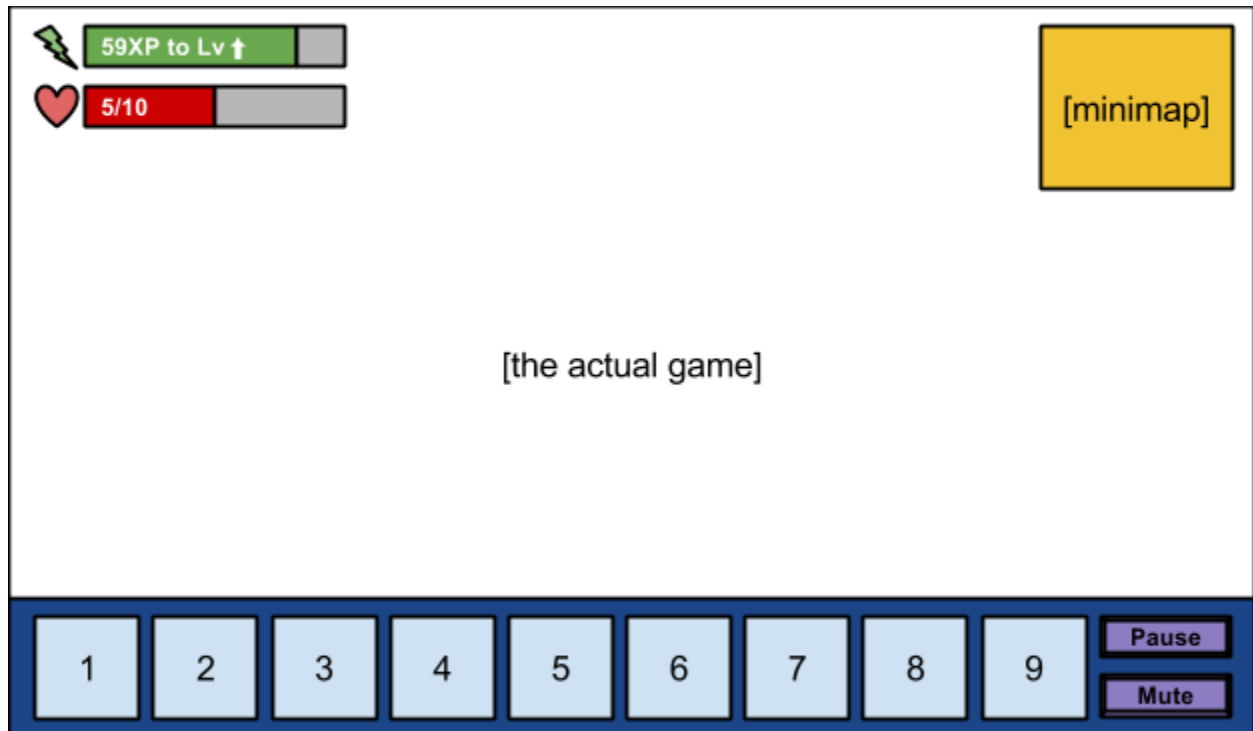 59XP to Lv ⬆
5/10
[minimap]
[the actual game]
1
2
3
4
5
6
7
8
9
Pause
Mute